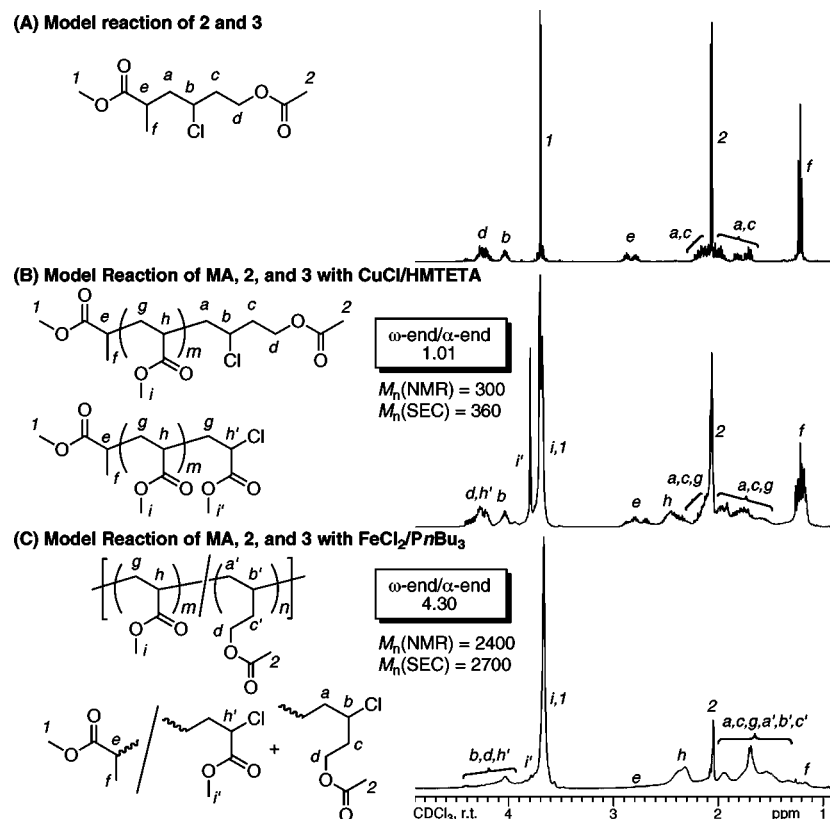 (A) Model reaction of 2 and 3
1 O O e a b c d O 2 O f Cl
1
2
f
d
b
e
a,c
a,c
(B) Model Reaction of MA, 2, and 3 with CuCl/HMTETA
1 O O e g h a b c d O 2 O f m Cl O O i
ω-end/α-end
1.01
Mn(NMR) = 300
Mn(SEC) = 360
1 O O e g h g h' Cl f m O O O O i i'
i'
i,1
2
f
d,h'
b
e
h
a,c,g
a,c,g
(C) Model Reaction of MA, 2, and 3 with FeCl2/PnBu3
g h a' b' m n O O i d c' O 2 O
ω-end/α-end
4.30
Mn(NMR) = 2400
Mn(SEC) = 2700
1 O O e f h' Cl O O i' + a b Cl c d O 2 O
i,1
b,d,h'
i'
e
h
2
a,c,g,a',b',c'
CDCl3, r.t. 4 3 2 ppm 1